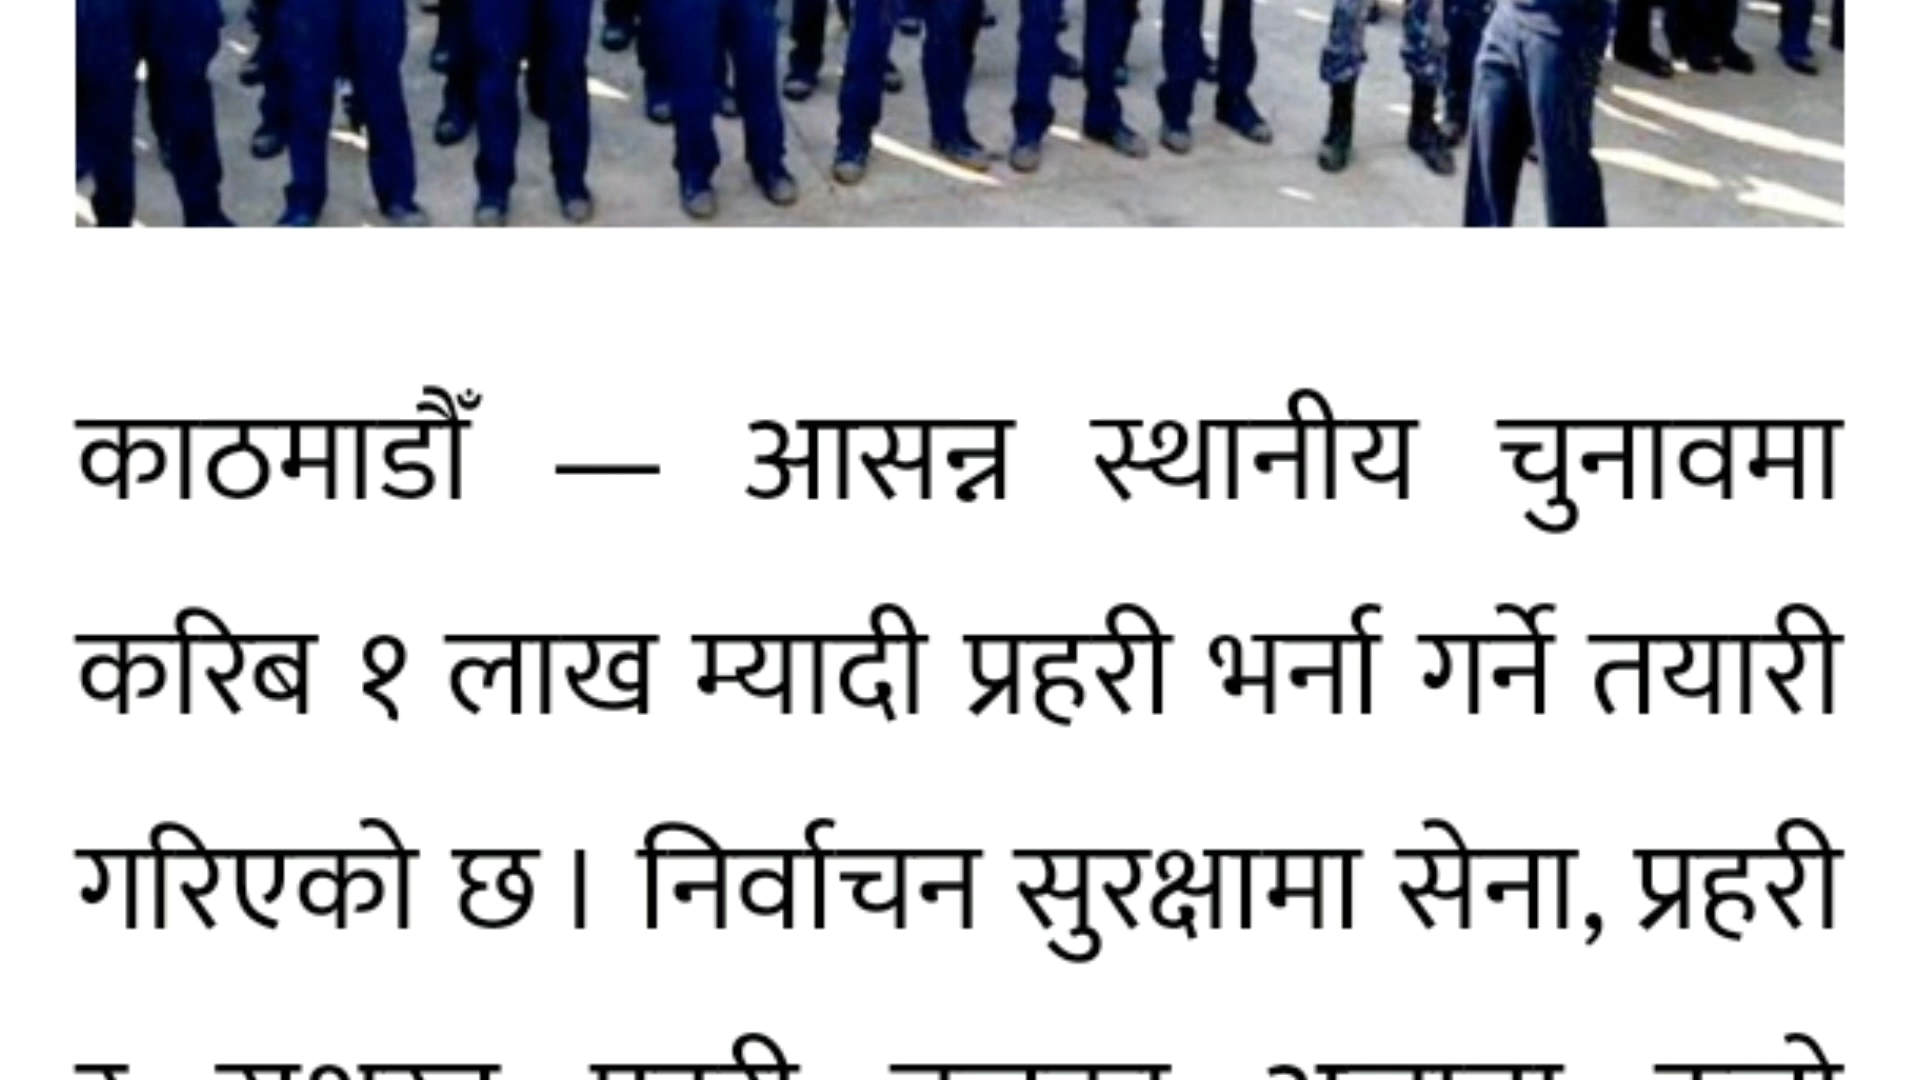 काठमाडौँ — आसन्न स्थानीय चुनावमा
करिब १ लाख म्यादी प्रहरी भर्ना गर्ने तयारी
गरिएको छ । निर्वाचन सुरक्षामा सेना, प्रहरी